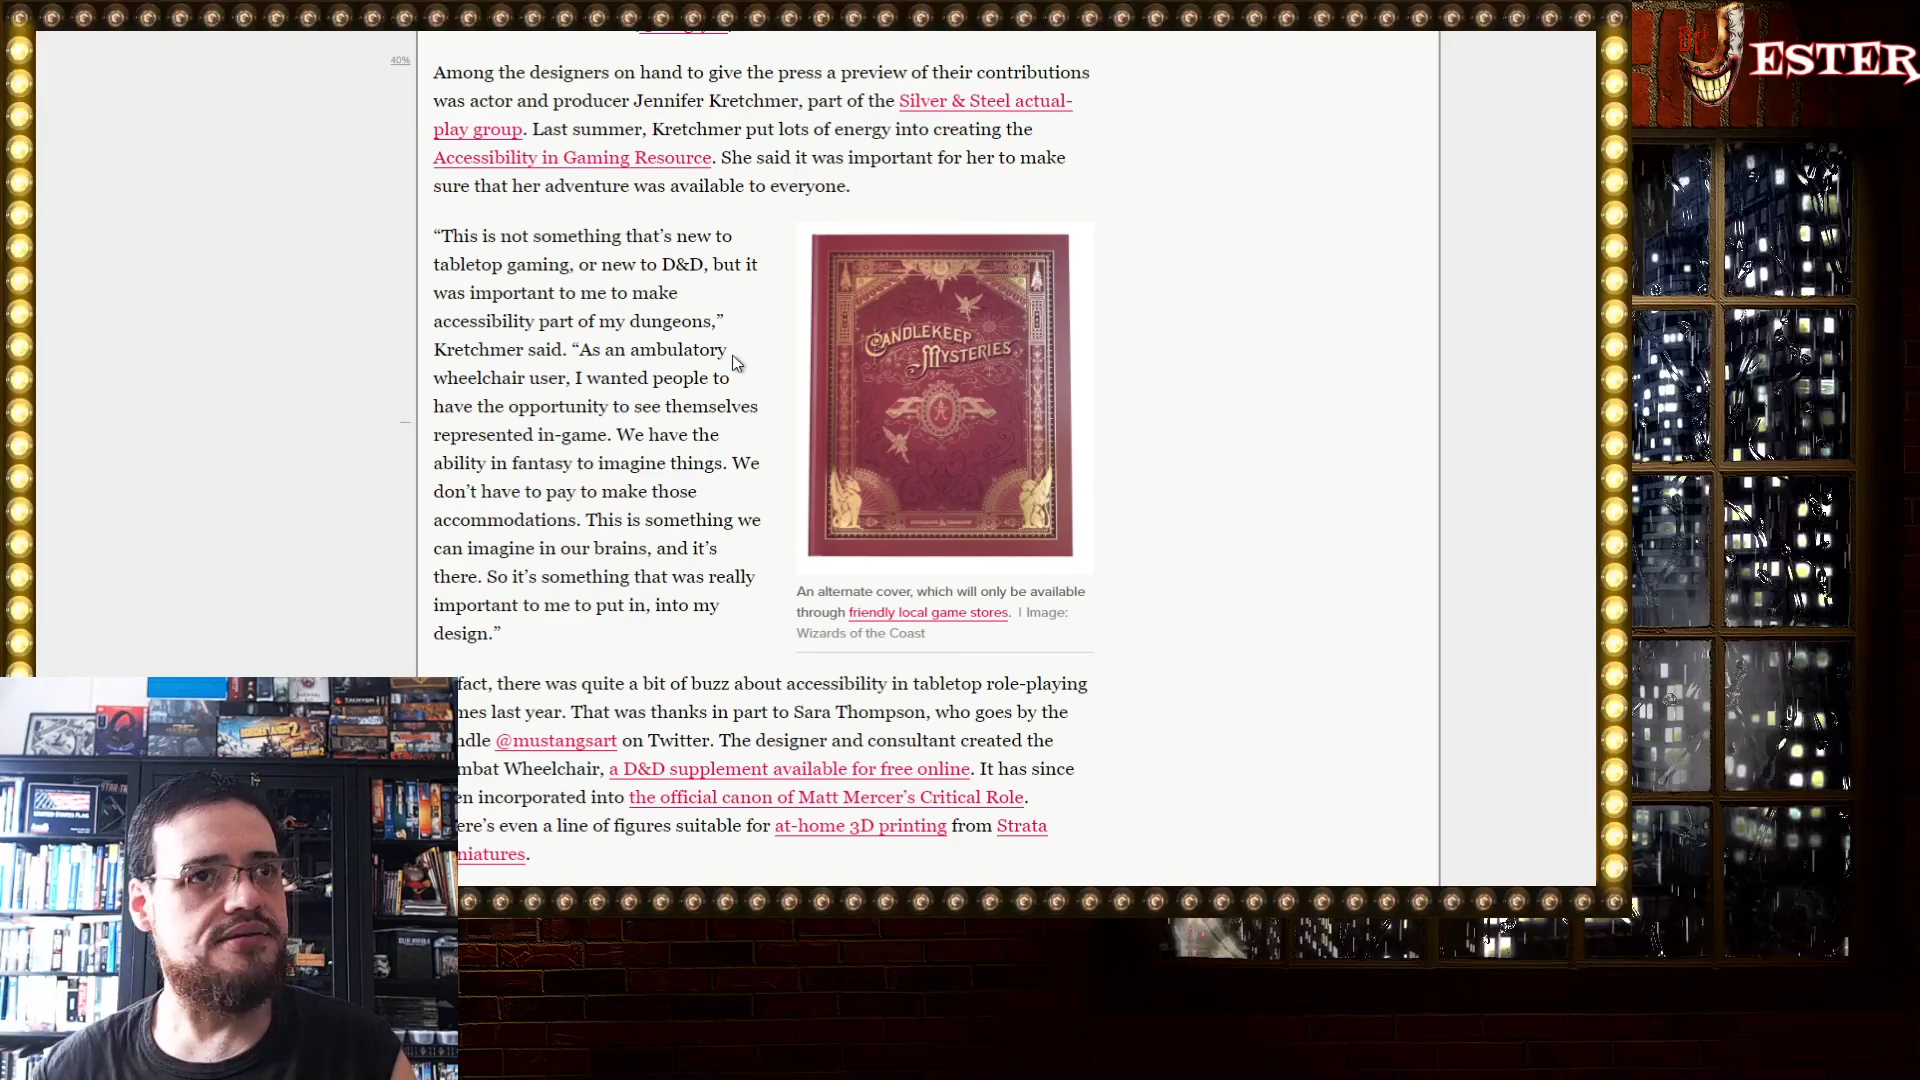 40%
Among the designers on hand to give the press a preview of their contributions
was actor and producer Jennifer Kretchmer, part of the Silver & Steel actual-
play group. Last summer, Kretchmer put lots of energy into creating the
Accessibility in Gaming Resource. She said it was important for her to make
sure that her adventure was available to everyone.
“This is not something that’s new to
tabletop gaming, or new to D&D, but it
was important to me to make
accessibility part of my dungeons,”
Kretchmer said. “As an ambulatory
wheelchair user, I wanted people to
have the opportunity to see themselves
represented in-game. We have the
ability in fantasy to imagine things. We
don’t have to pay to make those
accommodations. This is something we
can imagine in our brains, and it’s
there. So it’s something that was really
important to me to put in, into my
design.”
CANDLEKEEP
MYSTERIES
DUNGEONS & DRAGONS
An alternate cover, which will only be available
through friendly local game stores. | Image:
Wizards of the Coast
fact, there was quite a bit of buzz about accessibility in tabletop role-playing
mes last year. That was thanks in part to Sara Thompson, who goes by the
ndle @mustangsart on Twitter. The designer and consultant created the
mbat Wheelchair, a D&D supplement available for free online. It has since
en incorporated into the official canon of Matt Mercer’s Critical Role.
ere’s even a line of figures suitable for at-home 3D printing from Strata
niatures.
JESTER
BORDERLANDS 2
UNITED STATES FLAG